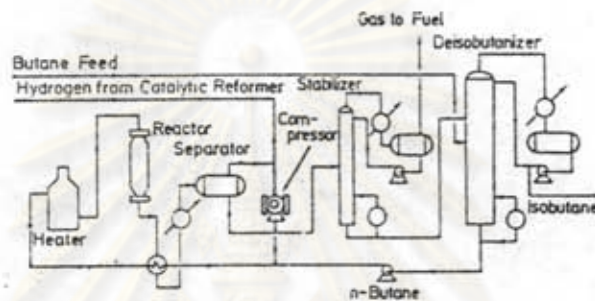 Gas to Fuel
Deisobutanizer
Butane Feed
Hydrogen from Catalytic Reformer
Stabilizer
Reactor
Separator
Com-
pressor
Heater
Isobutane
n-Butane